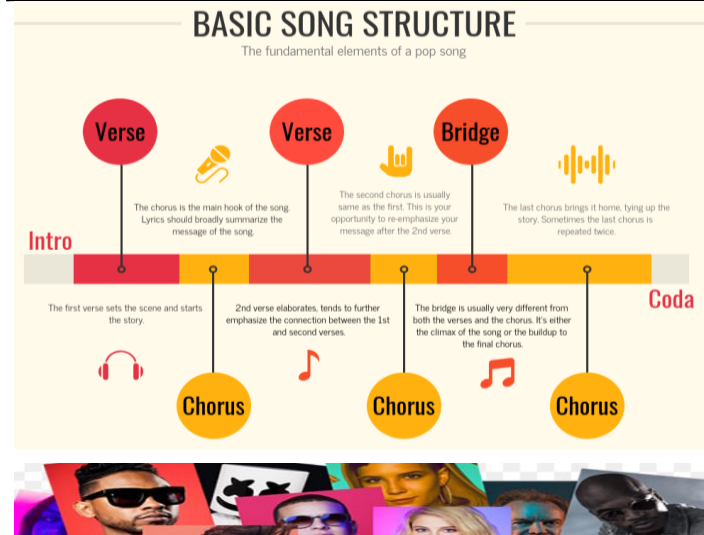 BASIC SONG STRUCTURE
The fundamental elements of a pop song
Verse
Verse
Bridge
The chorus is the main hook of the song.
Lyrics should broadly summarize the
message of the song.
The second chorus is usually
same as the first. This is your
opportunity to re-emphasize your
message after the 2nd verse.
The last chorus brings it home, tying up the
story. Sometimes the last chorus is
repeated twice.
Intro
Coda
The first verse sets the scene and starts
the story.
2nd verse elaborates, tends to further
emphasize the connection between the 1st
and second verses.
The bridge is usually very different from
both the verses and the chorus. It's either
the climax of the song or the buildup to
the final chorus.
Chorus
Chorus
Chorus